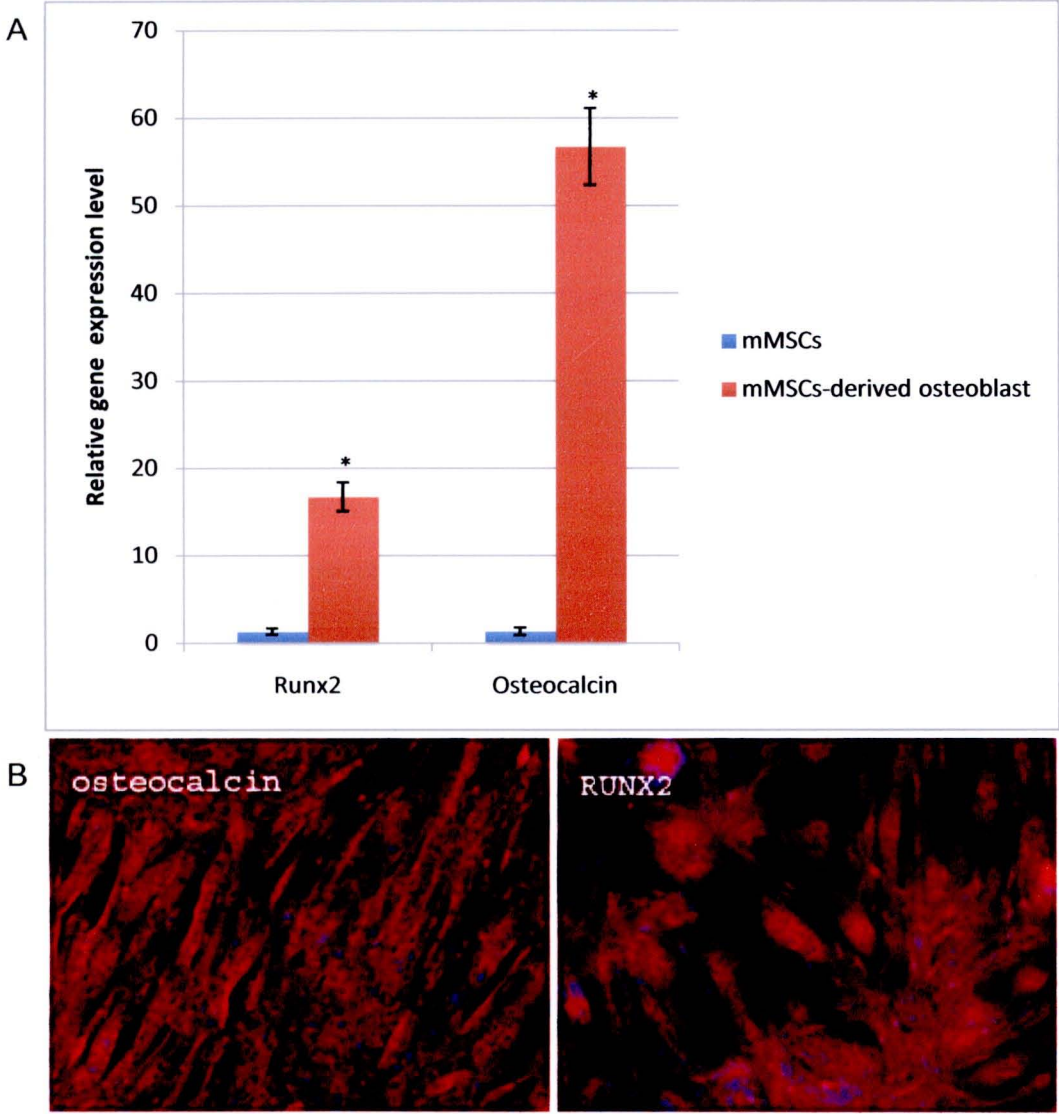 A
70
60
50
40
30
20
10
0
Relative gene expression level
*
*
Runx2
Osteocalcin
mMSCs
mMSCs-derived osteoblast
B
osteocalcin
RUNX2